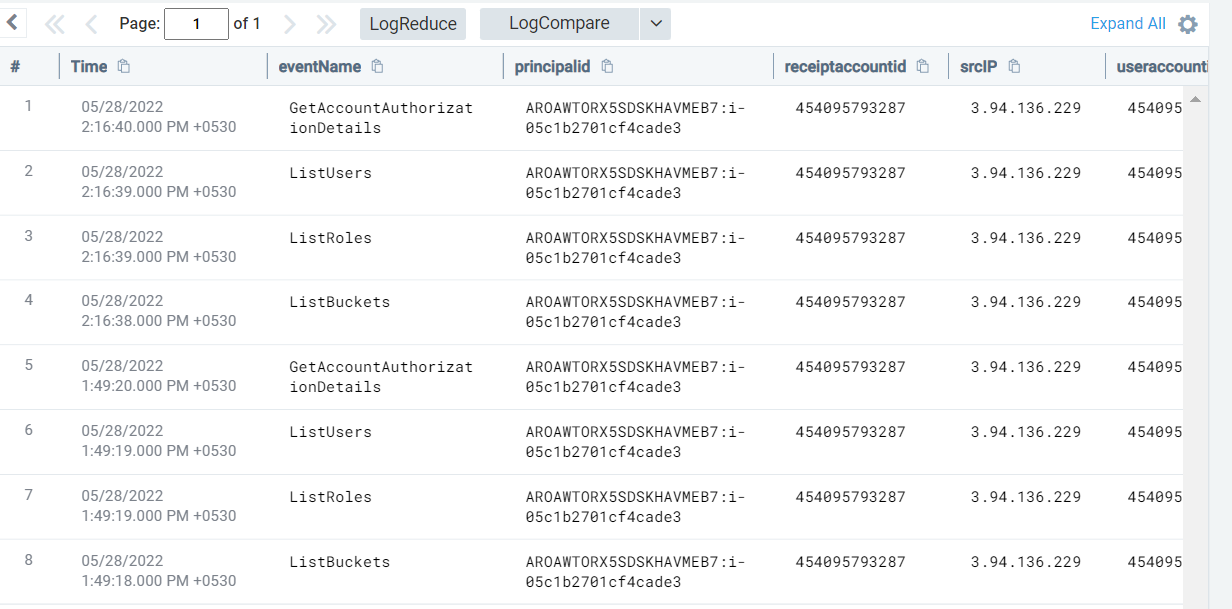 Page: 1 of 1 LogReduce LogCompare Expand All
# Time eventName principalid receiptaccountid srcIP useraccounti
1 05/28/2022 GetAccountAuthorizat AROAWTORX5SDSKHAVMEB7:i- 454095793287 3.94.136.229 454095
2:16:40.000 PM +0530 ionDetails 05c1b2701cf4cade3
2 05/28/2022 ListUsers AROAWTORX5SDSKHAVMEB7:i- 454095793287 3.94.136.229 454095
2:16:39.000 PM +0530 05c1b2701cf4cade3
3 05/28/2022 ListRoles AROAWTORX5SDSKHAVMEB7:i- 454095793287 3.94.136.229 454095
2:16:39.000 PM +0530 05c1b2701cf4cade3
4 05/28/2022 ListBuckets AROAWTORX5SDSKHAVMEB7:i- 454095793287 3.94.136.229 454095
2:16:38.000 PM +0530 05c1b2701cf4cade3
5 05/28/2022 GetAccountAuthorizat AROAWTORX5SDSKHAVMEB7:i- 454095793287 3.94.136.229 454095
1:49:20.000 PM +0530 ionDetails 05c1b2701cf4cade3
6 05/28/2022 ListUsers AROAWTORX5SDSKHAVMEB7:i- 454095793287 3.94.136.229 454095
1:49:19.000 PM +0530 05c1b2701cf4cade3
7 05/28/2022 ListRoles AROAWTORX5SDSKHAVMEB7:i- 454095793287 3.94.136.229 454095
1:49:19.000 PM +0530 05c1b2701cf4cade3
8 05/28/2022 ListBuckets AROAWTORX5SDSKHAVMEB7:i- 454095793287 3.94.136.229 454095
1:49:18.000 PM +0530 05c1b2701cf4cade3